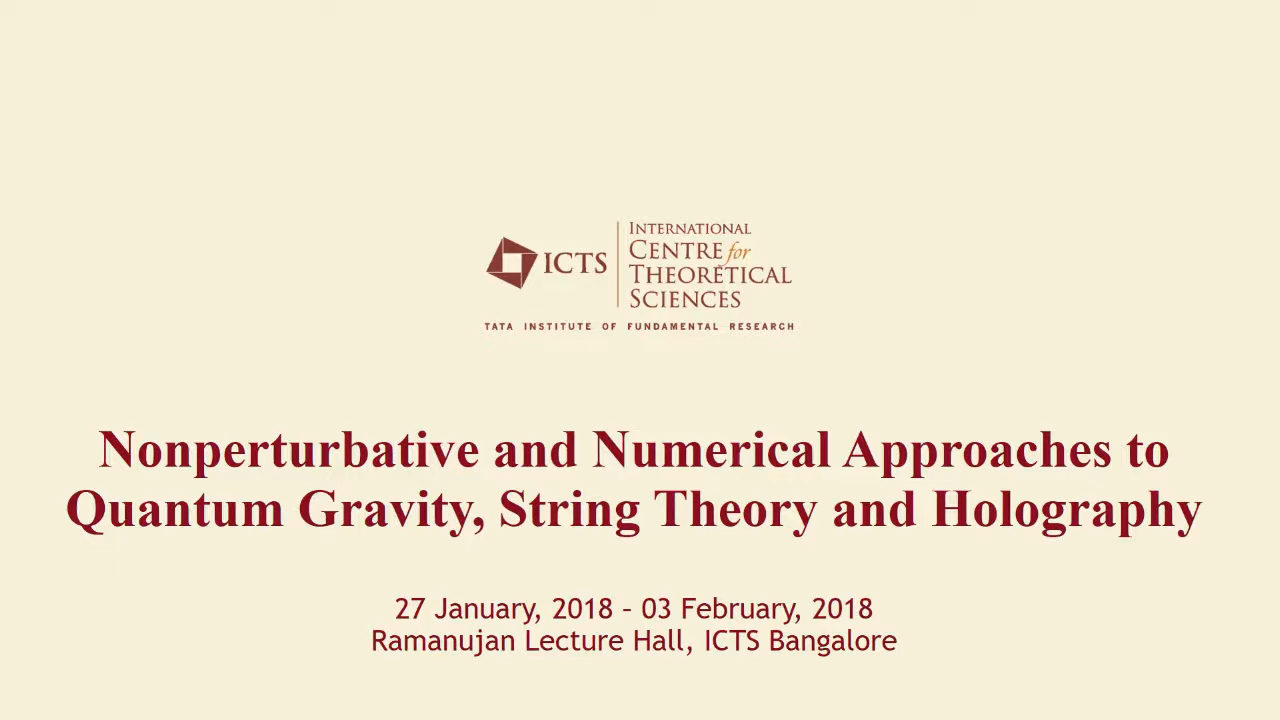 ICTS
INTERNATIONAL
CENTRE for
THEORETICAL
SCIENCES
TATA INSTITUTE OF FUNDAMENTAL RESEARCH
Nonperturbative and Numerical Approaches to
Quantum Gravity, String Theory and Holography
27 January, 2018 – 03 February, 2018
Ramanujan Lecture Hall, ICTS Bangalore